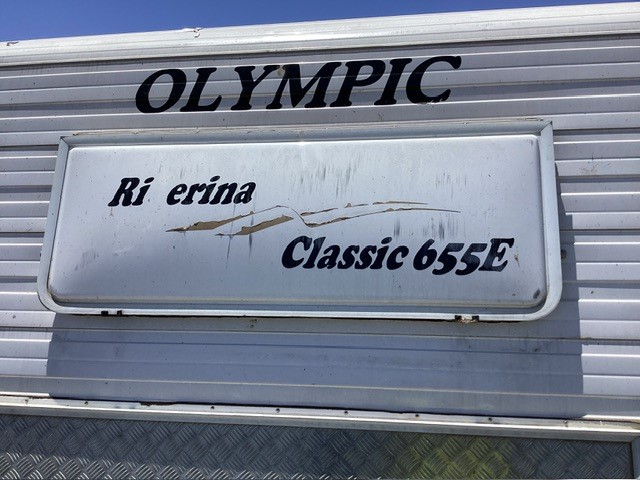 OLYMPIC
Ri erina
Classic 655E